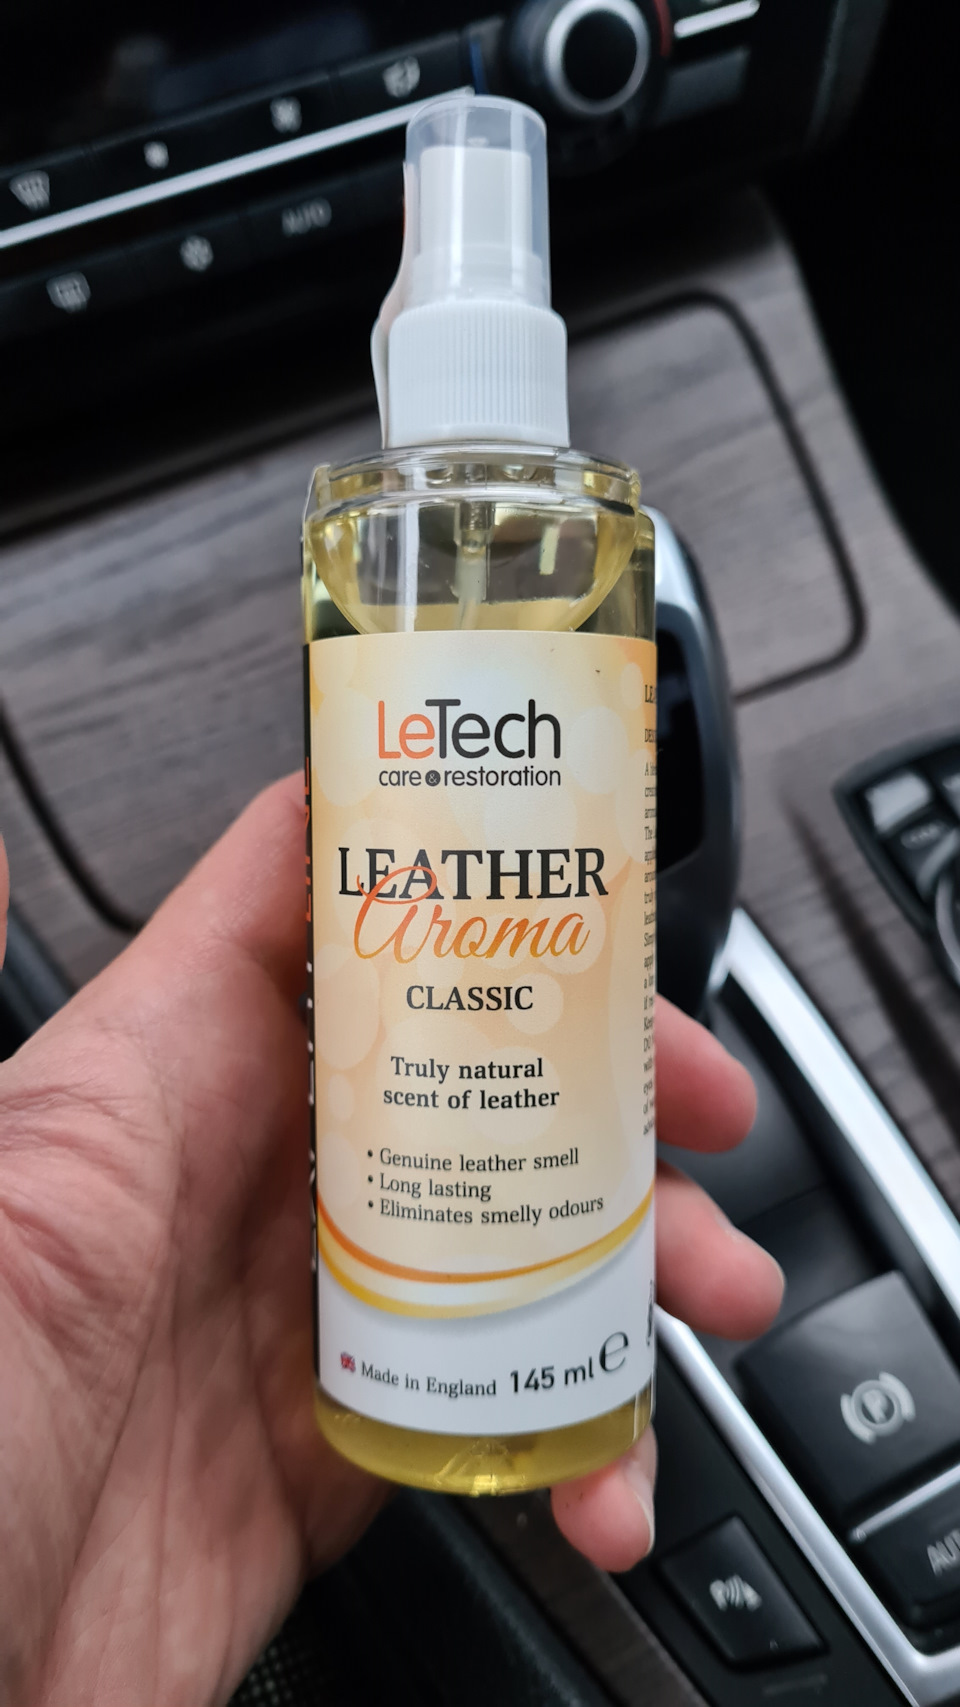 AUTO
LeTech
care & restoration
LEATHER
Aroma
CLASSIC
Truly natural
scent of leather
• Genuine leather smell
• Long lasting
• Eliminates smelly odours
Made in England 145 ml ℮
P
AUT
P